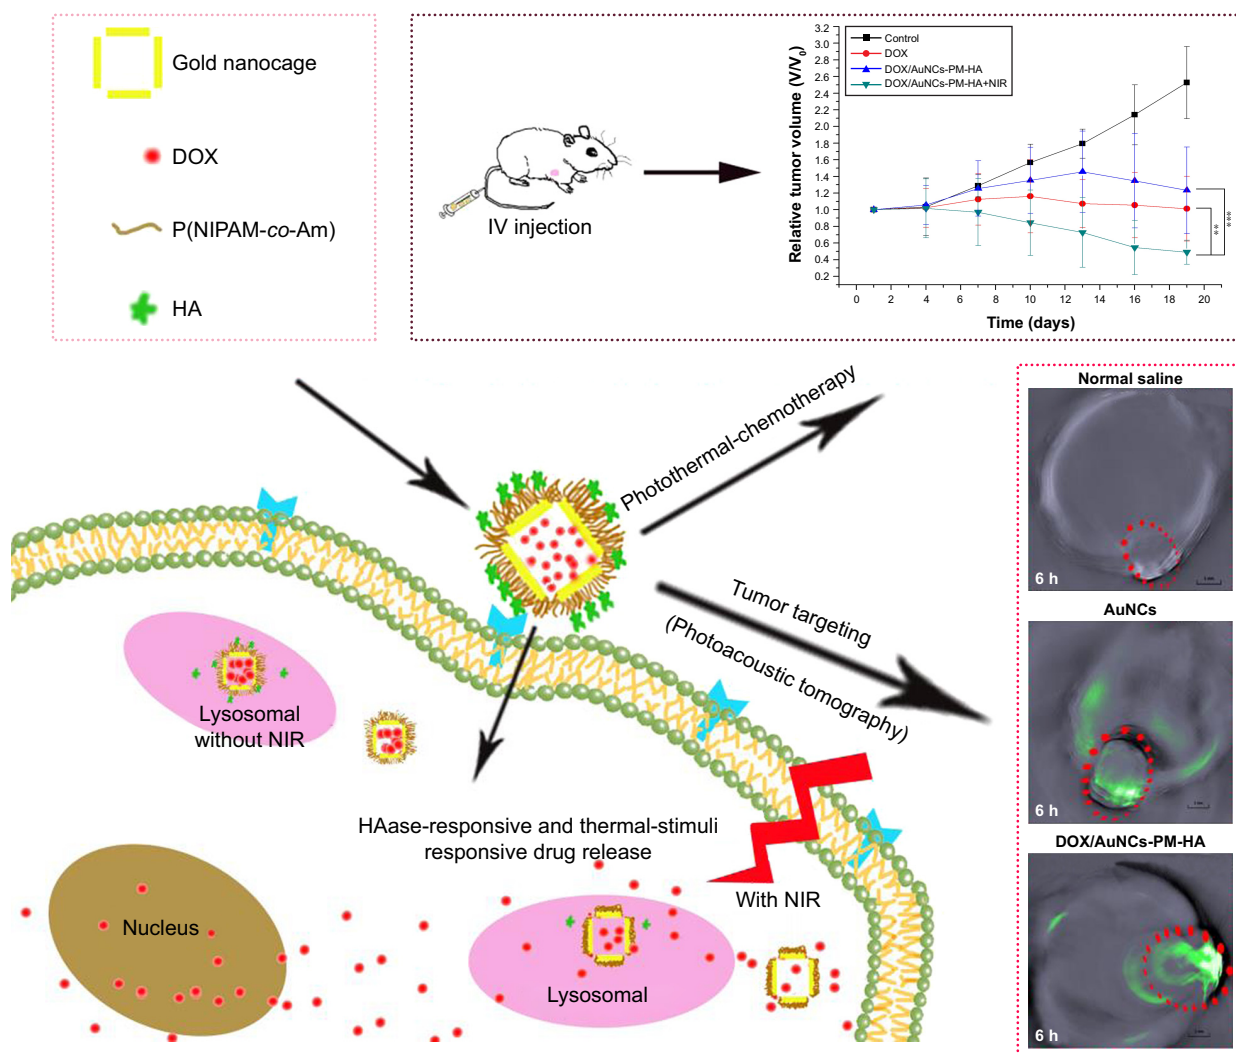 Gold nanocage
DOX
P(NIPAM-co-Am)
HA
IV injection
Relative tumor volume (V/V0)
3.2
3.0
2.8
2.6
2.4
2.2
2.0
1.8
1.6
1.4
1.2
1.0
0.8
0.6
0.4
0.2
Control
DOX
DOX/AuNCs-PM-HA
DOX/AuNCs-PM-HA+NIR
**
***
0 2 4 6 8 10 12 14 16 18 20
Time (days)
Photothermal-chemotherapy
Tumor targeting
(Photoacoustic tomography)
Lysosomal
without NIR
HAase-responsive and thermal-stimuli
responsive drug release
With NIR
Nucleus
Lysosomal
Normal saline
6 h
AuNCs
6 h
DOX/AuNCs-PM-HA
6 h